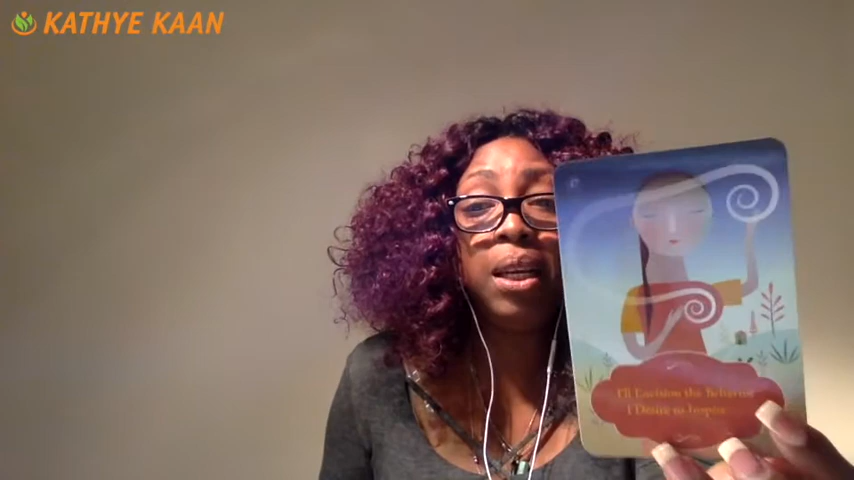 KATHYE KAAN
I'll Envision the Behavior
I Desire to Inspire